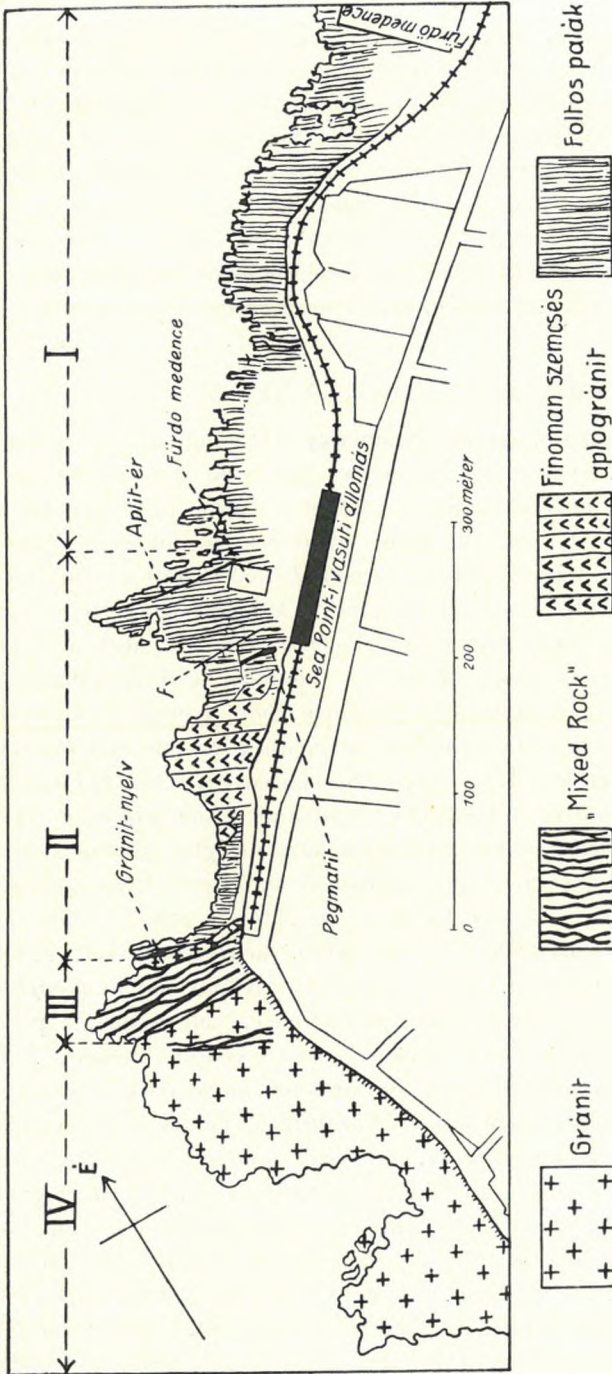 IV
III
II
I
É
Gránit-nyelv
Aplit-ér
Fürdo medence
Fürdő medence
F
Pegmatit
Sea Point-i vasuti állomás
0
100
200
300 méter
Gránit
„Mixed Rock"
Finoman szemcsés
aplogránit
Foltos palák